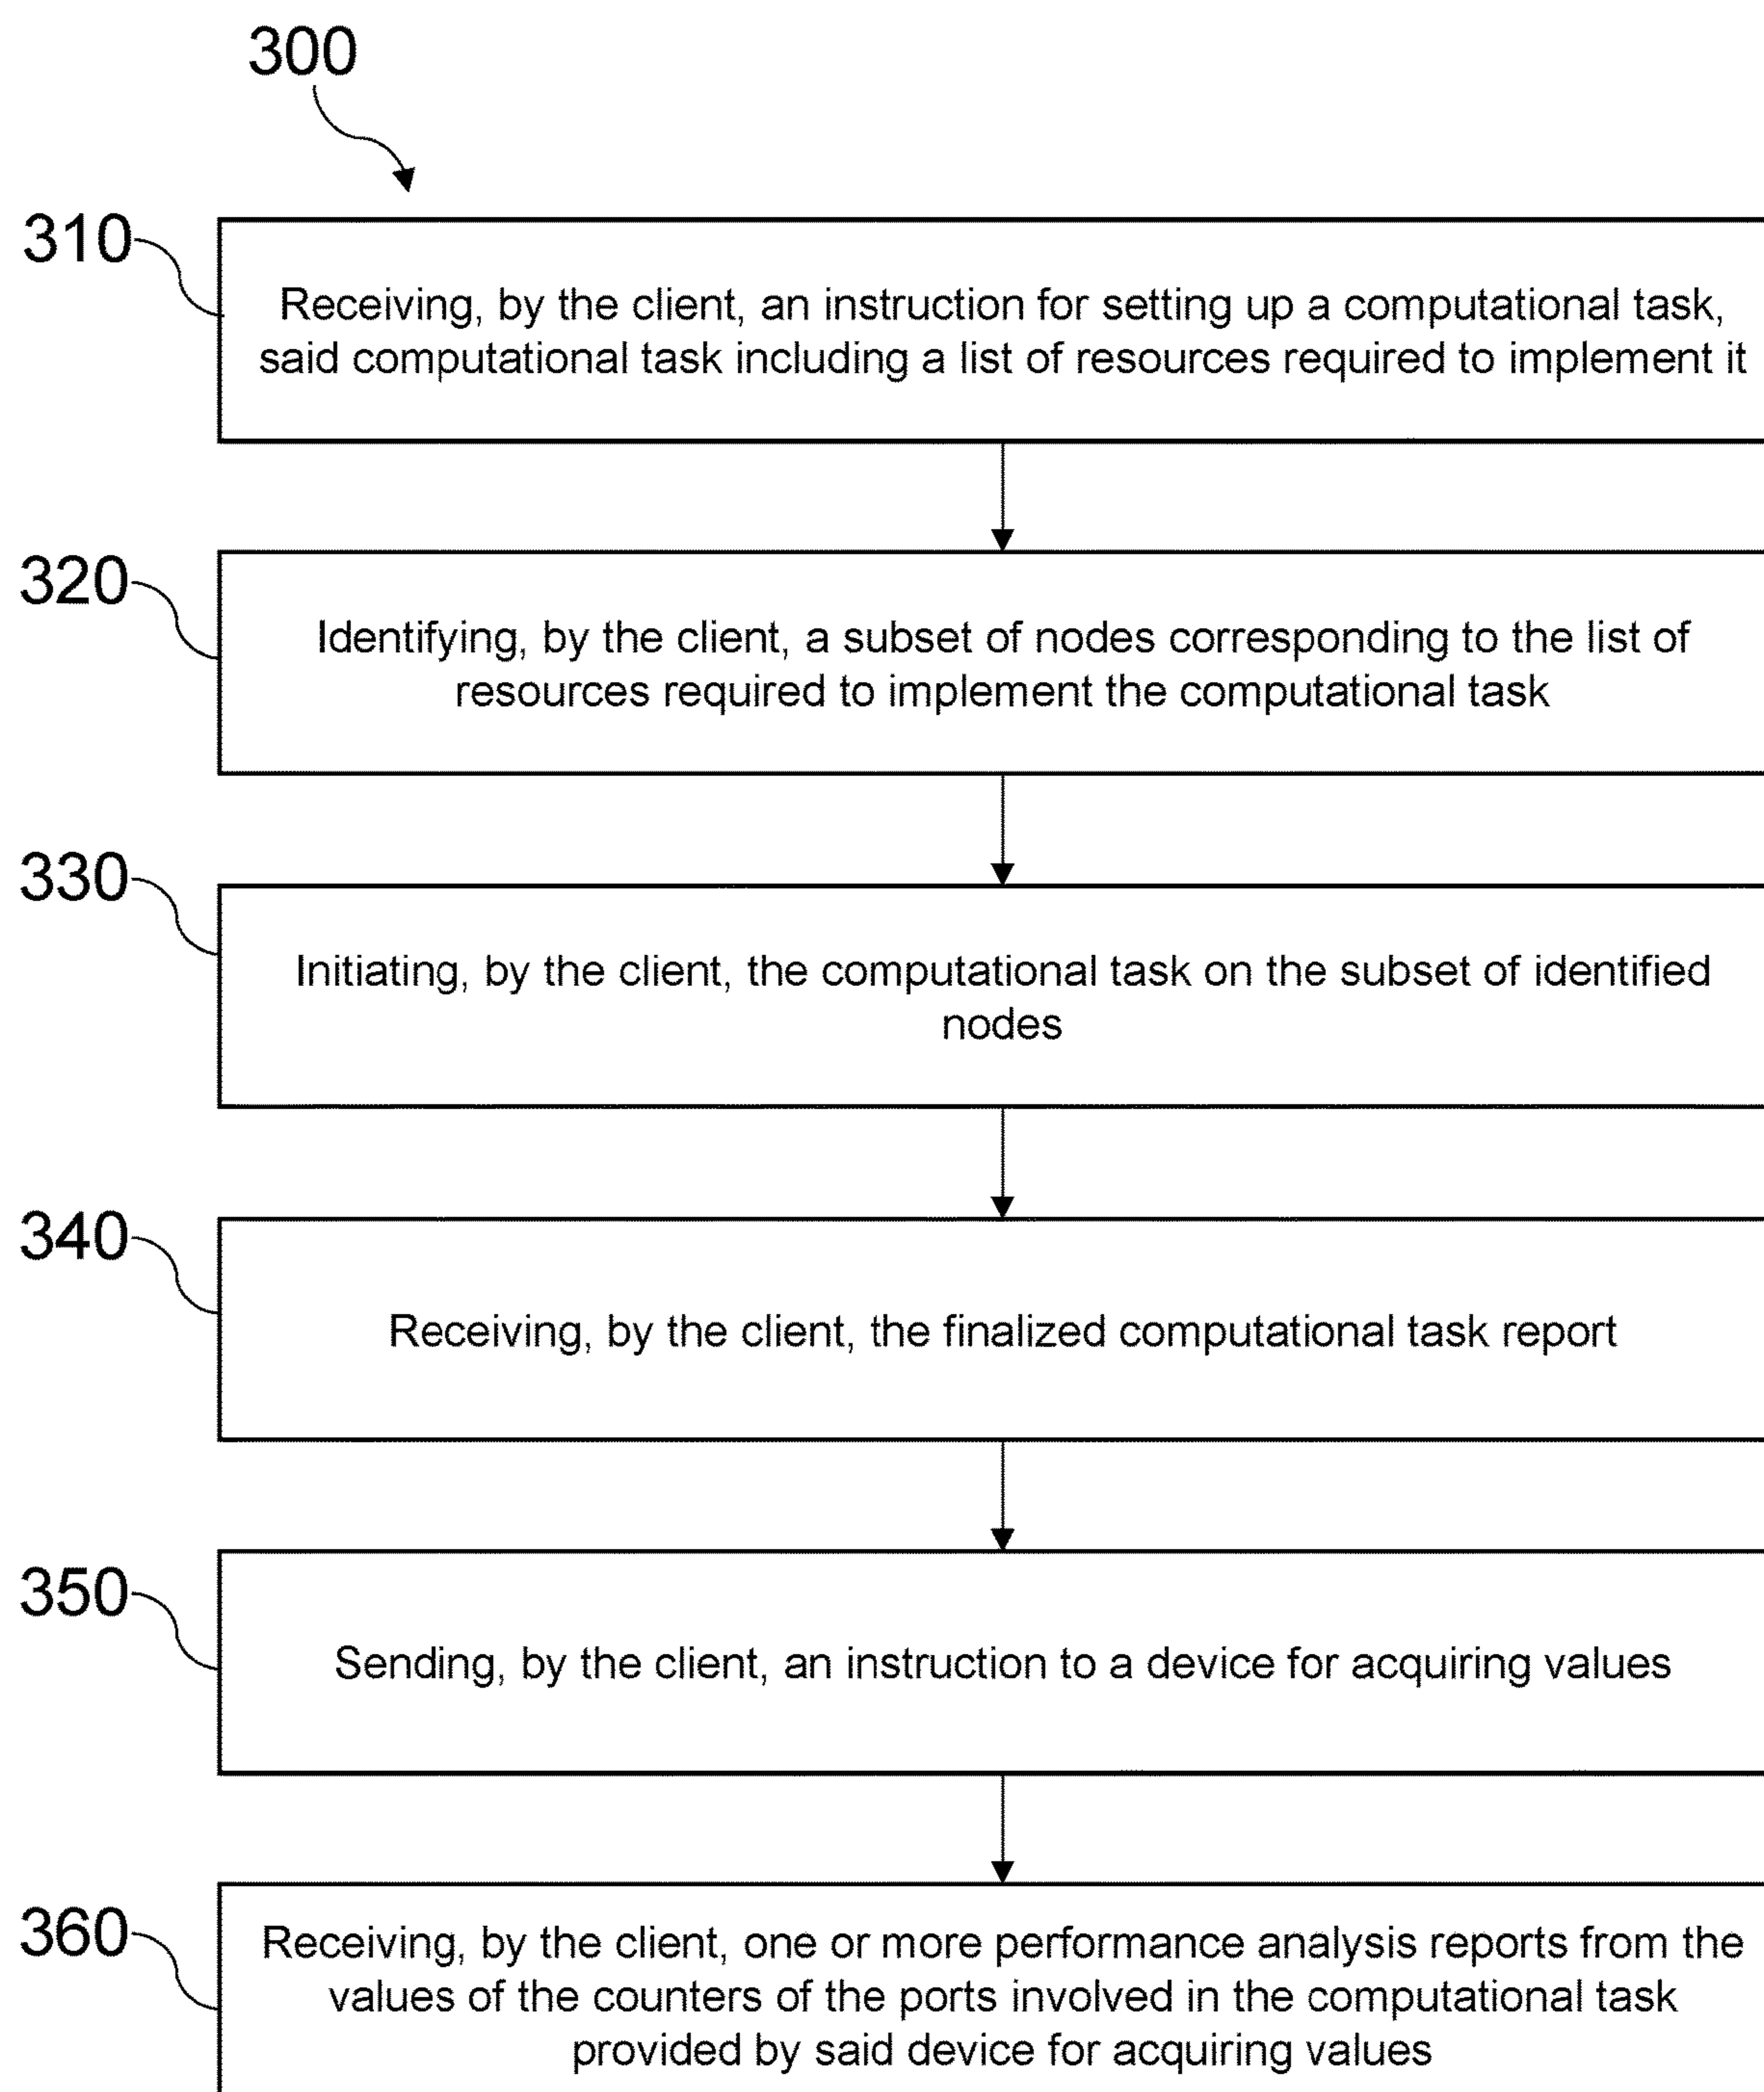 300
310
Receiving, by the client, an instruction for setting up a computational task,
said computational task including a list of resources required to implement it
320
Identifying, by the client, a subset of nodes corresponding to the list of
resources required to implement the computational task
330
Initiating, by the client, the computational task on the subset of identified
nodes
340
Receiving, by the client, the finalized computational task report
350
Sending, by the client, an instruction to a device for acquiring values
360
Receiving, by the client, one or more performance analysis reports from the
values of the counters of the ports involved in the computational task
provided by said device for acquiring values